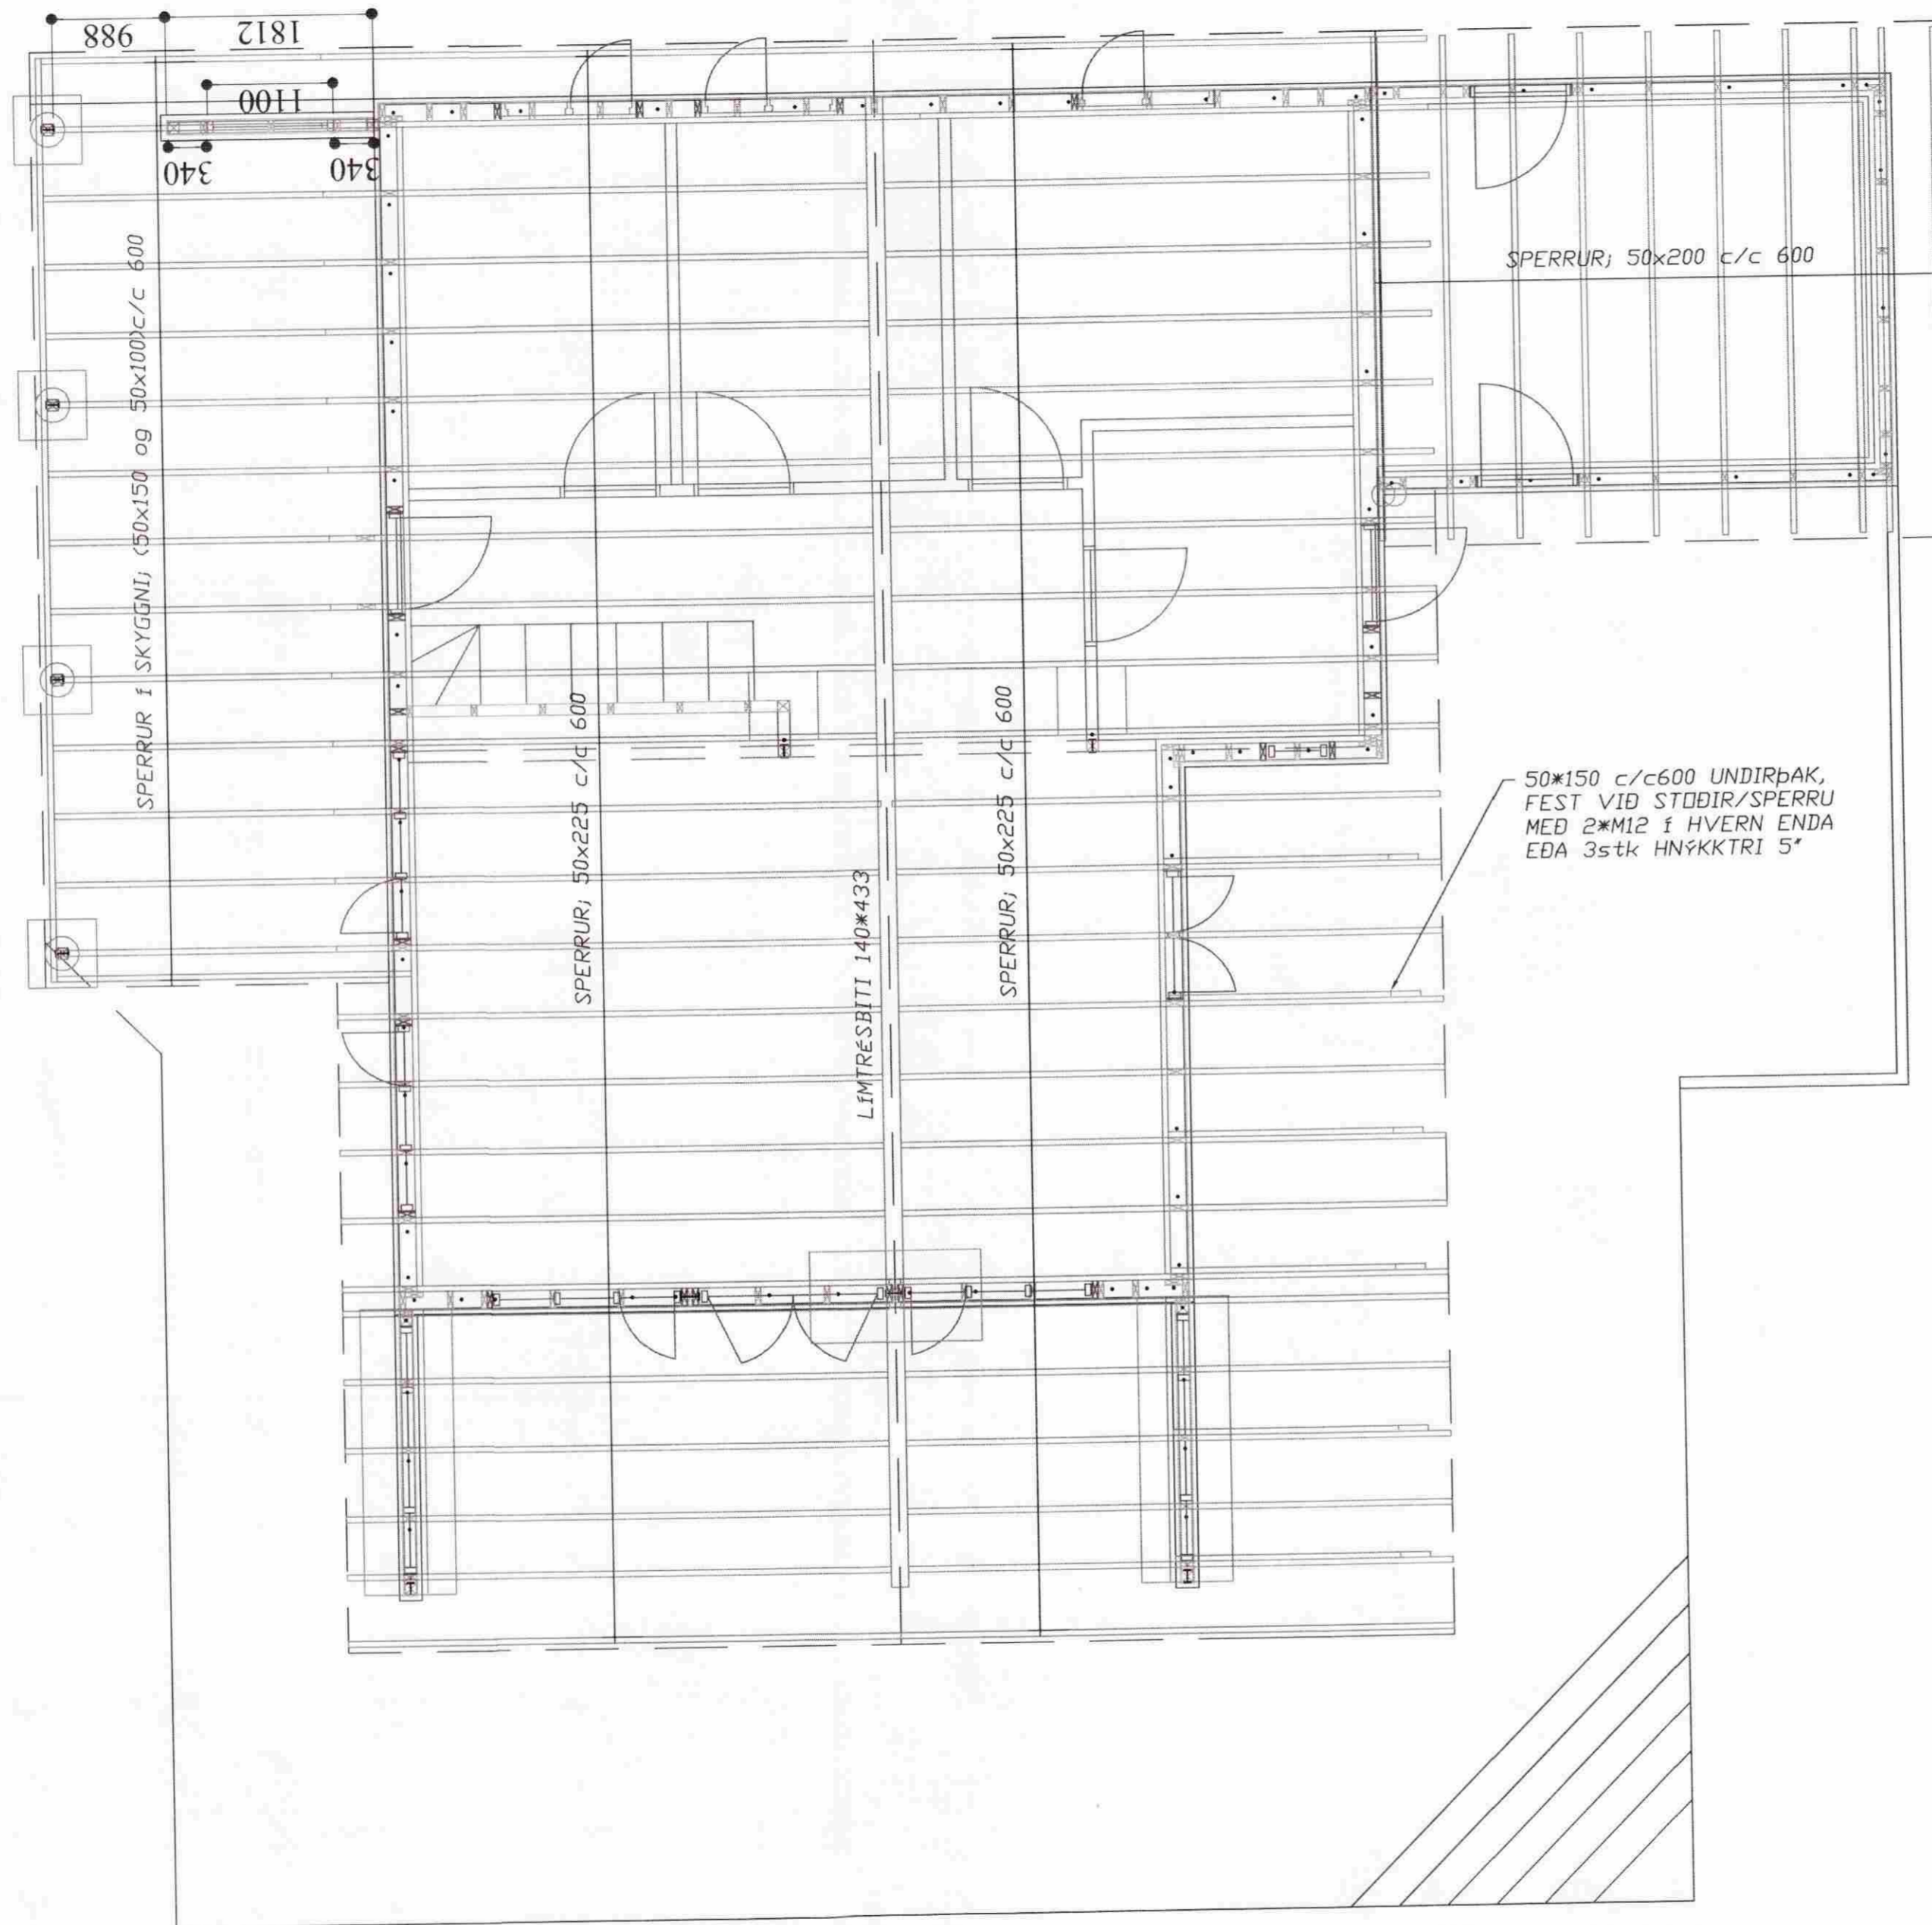 988
1812
1100
340
340
SPERRUR Í SKYGGNI; (50x150 og 50x100)c/c 600
SPERRUR; 50x200 c/c 600
SPERRUR; 50x225 c/c 600
SPERRUR; 50x225 c/c 600
LÍMTRÉSBITI 140*433
50*150 c/c600 UNDIRÞAK,
FEST VIÐ STOÐIR/SPERRU
MEÐ 2*M12 Í HVERN ENDA
EÐA 3stk HNÝKKTRI 5"